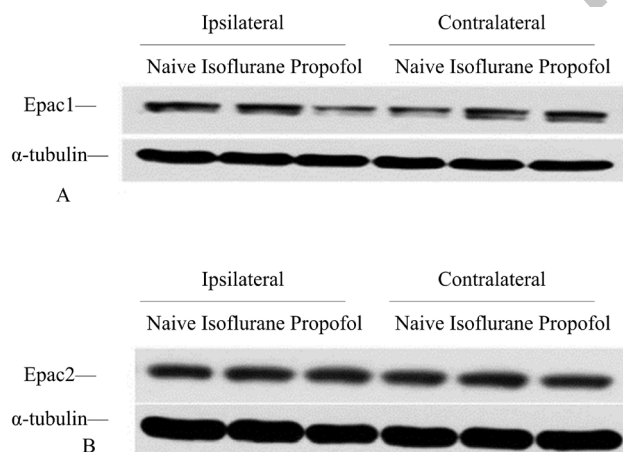 Ipsilateral Contralateral
Naive Isoflurane Propofol Naive Isoflurane Propofol
Epac1—
α-tubulin—
A
Ipsilateral Contralateral
Naive Isoflurane Propofol Naive Isoflurane Propofol
Epac2—
α-tubulin—
B